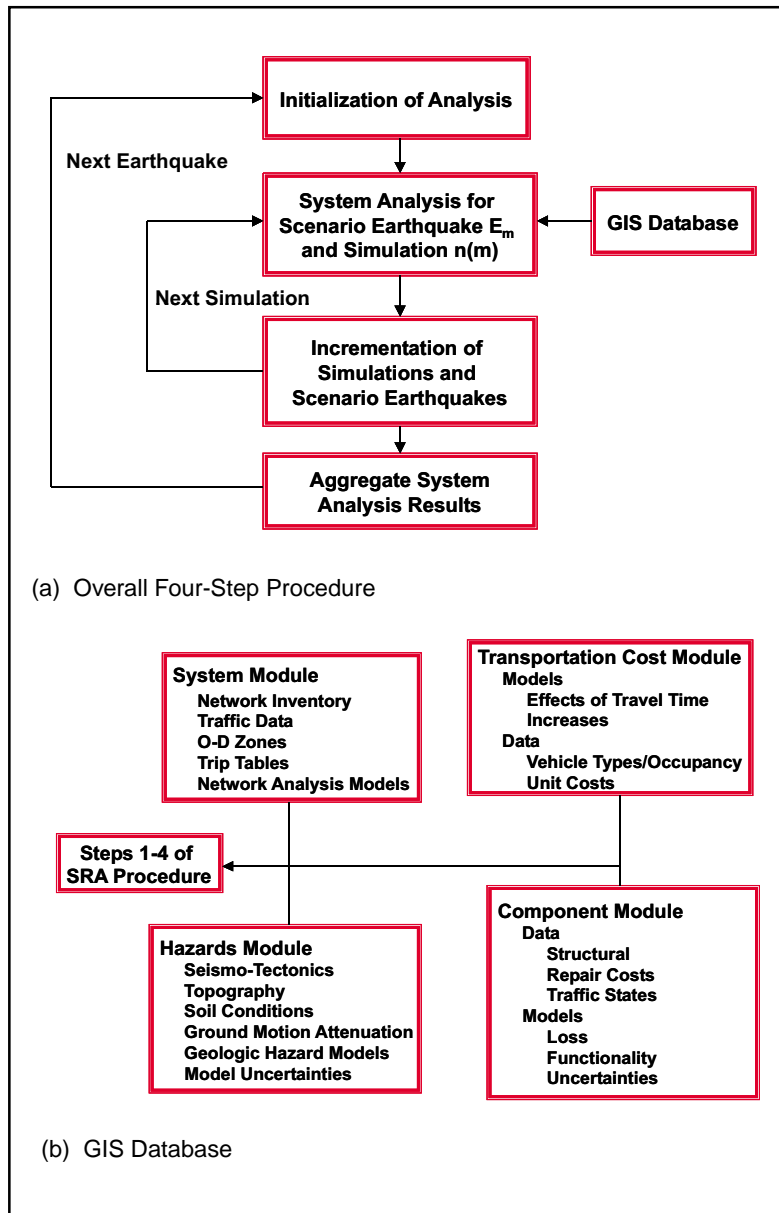 Initialization of Analysis
Next Earthquake
System Analysis for
Scenario Earthquake Em
and Simulation n(m)
GIS Database
Next Simulation
Incrementation of
Simulations and
Scenario Earthquakes
Aggregate System
Analysis Results
(a) Overall Four-Step Procedure
System Module
Network Inventory
Traffic Data
O-D Zones
Trip Tables
Network Analysis Models
Transportation Cost Module
Models
Effects of Travel Time
Increases
Data
Vehicle Types/Occupancy
Unit Costs
Steps 1-4 of
SRA Procedure
Hazards Module
Seismo-Tectonics
Topography
Soil Conditions
Ground Motion Attenuation
Geologic Hazard Models
Model Uncertainties
Component Module
Data
Structural
Repair Costs
Traffic States
Models
Loss
Functionality
Uncertainties
(b) GIS Database